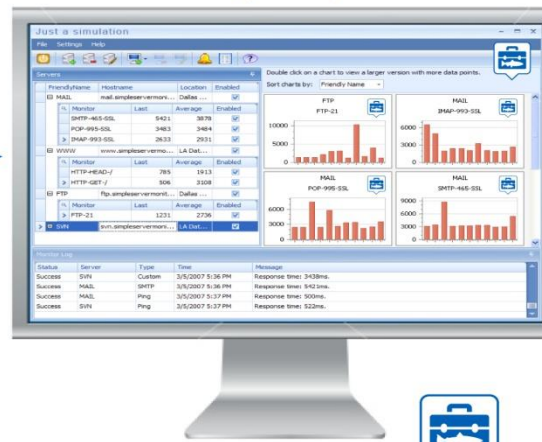 Just a simulation
File Settings Help
Servers
Double click on a chart to view a larger version with more data points.
Sort charts by: Friendly Name
FriendlyName Hostname Location Enabled
MAIL mail.simpleservermoni... Dallas ...
Monitor Last Average Enabled
SMTP-465-SSL 5421 3878
POP-995-SSL 3483 3484
IMAP-993-SSL 2633 2931
WWW www.simpleservermo... LA Dat...
Monitor Last Average Enabled
HTTP-HEAD-/ 785 1913
HTTP-GET-/ 506 3108
FTP ftp.simpleservermonit... Dallas ...
Monitor Last Average Enabled
FTP-21 1231 2736
SVN svn.simpleservermoni... LA Dat...
FTP
FTP-21
10000
5000
0
MAIL
IMAP-993-SSL
6000
3000
0
MAIL
POP-995-SSL
6000
3000
0
MAIL
SMTP-465-SSL
9000
6000
3000
0
Monitor Log
Status Server Type Time Message
Success SVN Custom 3/5/2007 5:36 PM Response time: 3438ms.
Success MAIL SMTP 3/5/2007 5:36 PM Response time: 5421ms.
Success MAIL Ping 3/5/2007 5:37 PM Response time: 500ms.
Success SVN Ping 3/5/2007 5:37 PM Response time: 522ms.